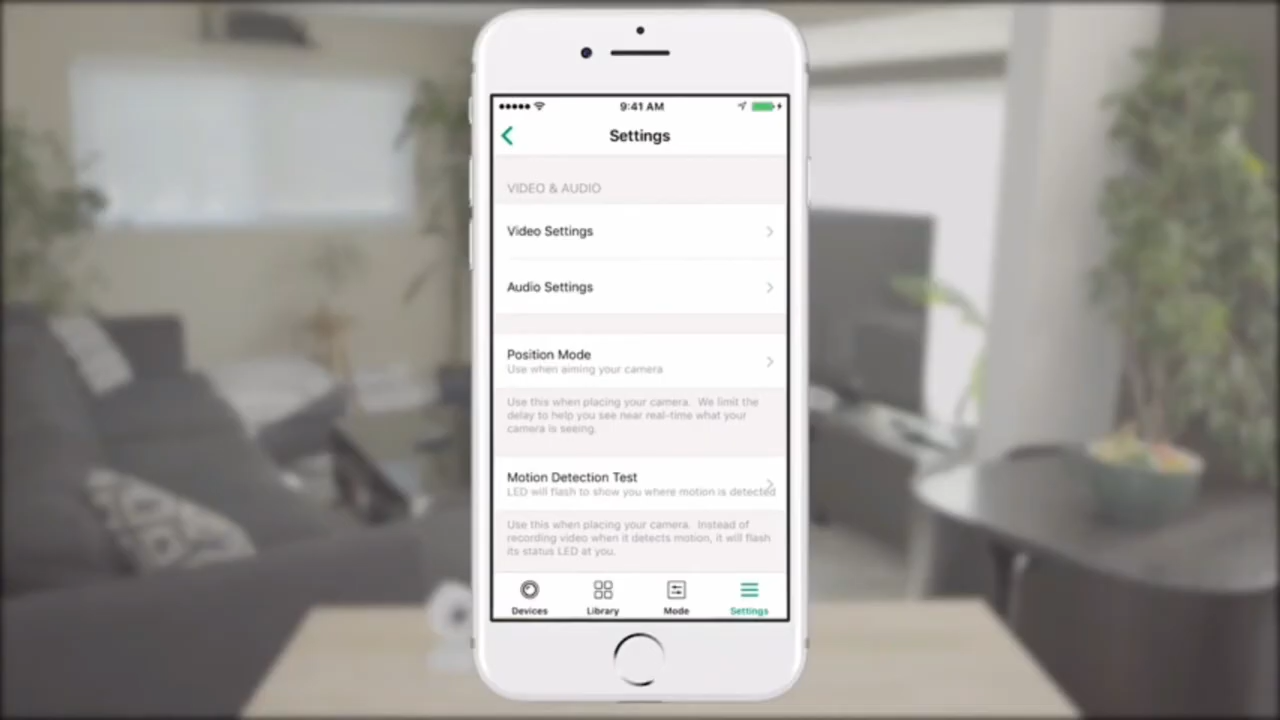 9:41 AM
Settings
VIDEO & AUDIO
Video Settings
Audio Settings
Position Mode
Use when aiming your camera
Use this when placing your camera. We limit the
delay to help you see near real-time what your
camera is seeing.
Motion Detection Test
LED will flash to show you where motion is detected
Use this when placing your camera. Instead of
recording video when it detects motion, it will flash
its status LED at you.
Devices
Library
Mode
Settings